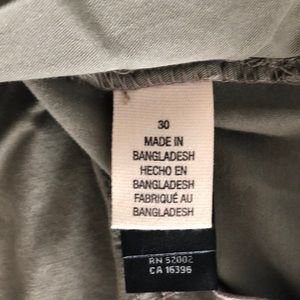 30
MADE IN
BANGLADESH
HECHO EN
BANGLADESH
FABRIQUÉ AU
BANGLADESH
RN 52002
CA 16396